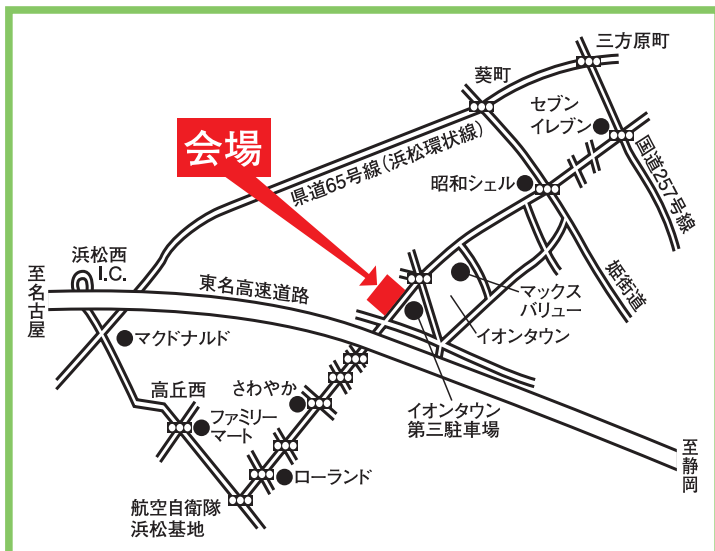 三方原町
葵町
セブン
イレブン
会場
県道65号線(浜松環状線)
国道257号線
昭和シェル
浜松西
I.C.
至名古屋
東名高速道路
マックス
バリュー
姫街道
イオンタウン
マクドナルド
高丘西
さわやか
イオンタウン
第三駐車場
ファミリー
マート
至静岡
ローランド
航空自衛隊
浜松基地